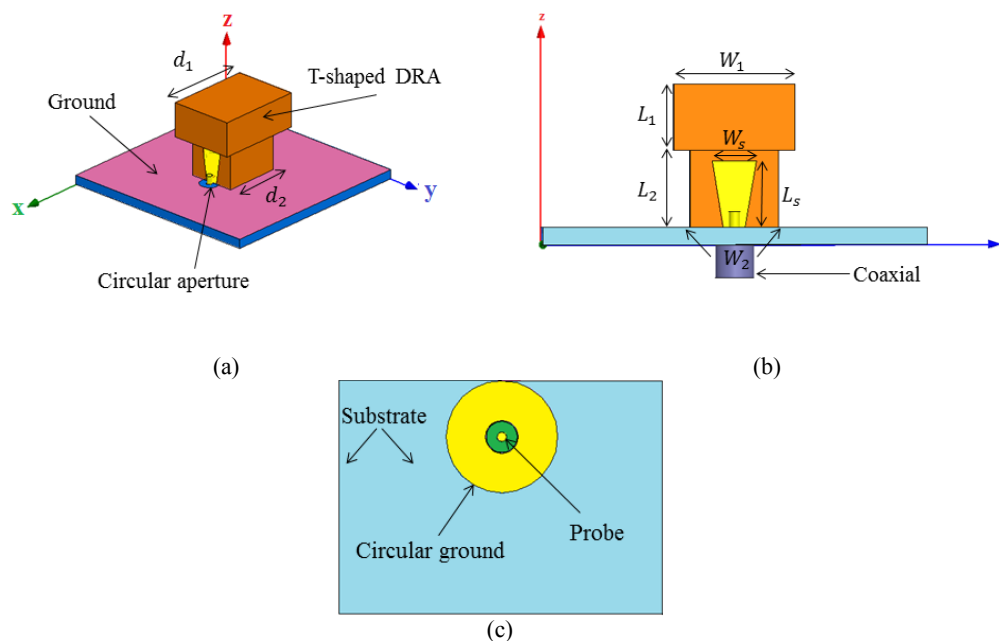 z
d₁
T-shaped DRA
Ground
x
d₂
y
Circular aperture
(a)
z
W₁
L₁
Wₛ
L₂
Lₛ
W₂
Coaxial
(b)
Substrate
Circular ground
Probe
(c)